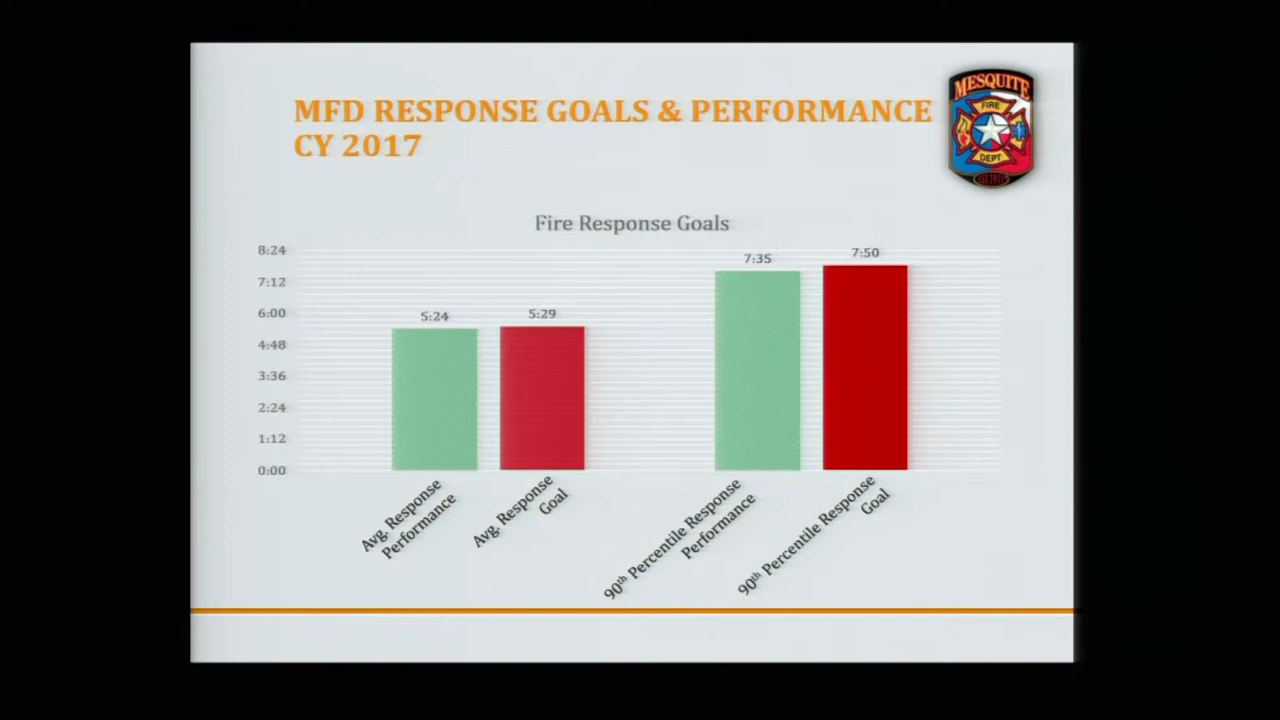 MFD RESPONSE GOALS & PERFORMANCE
CY 2017
MESQUITE
FIRE
DEPT
Fire Response Goals
8:24
7:12
6:00
4:48
3:36
2:24
1:12
0:00
5:24
5:29
7:35
7:50
Avg. Response
Performance
Avg. Response
Goal
90th Percentile Response
Performance
90th Percentile Response
Goal